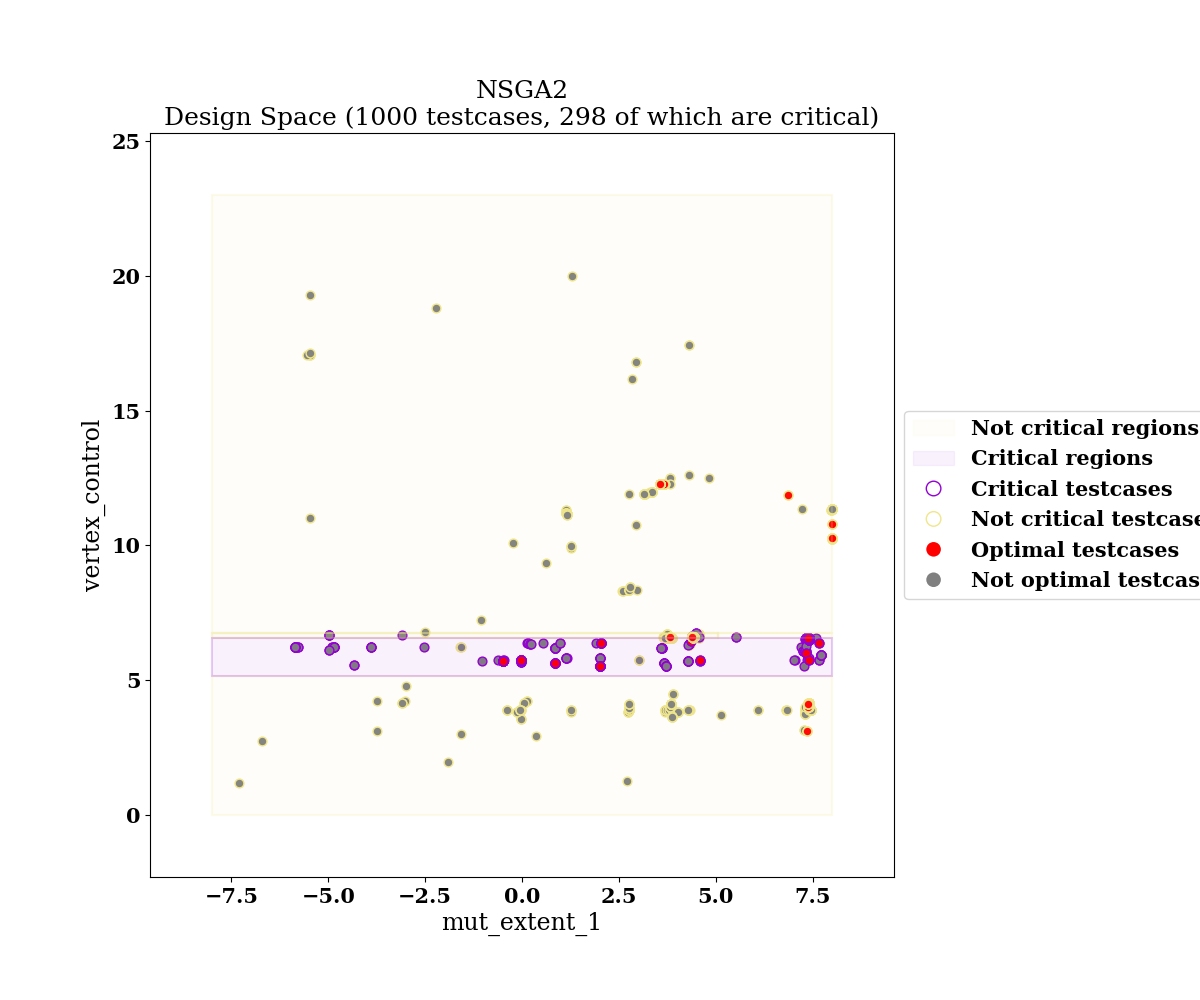 NSGA2
Design Space (1000 testcases, 298 of which are critical)
25
20
15
10
5
0
vertex_control
−7.5
−5.0
−2.5
0.0
2.5
5.0
7.5
mut_extent_1
Not critical regions
Critical regions
Critical testcases
Not critical testcase
Optimal testcases
Not optimal testcas